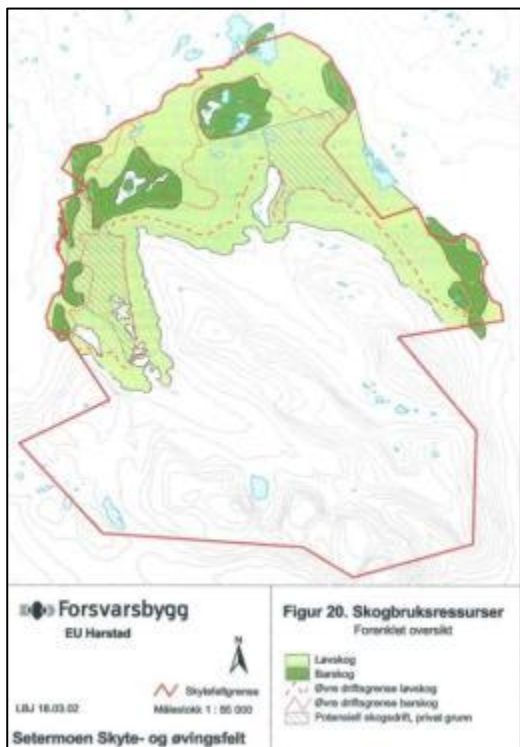 Forsvarsbygg
EU Harstad
N
Skytefeltgrense
LBJ 18.03.02
Målestokk 1 : 85 000
Setermoen Skyte- og øvingsfelt
Figur 20. Skogbruksressurser
Forenklet oversikt
Løvskog
Barskog
Øvre driftsgrense løvskog
Øvre driftsgrense barskog
Potensiell skogsdrift, privat grunn